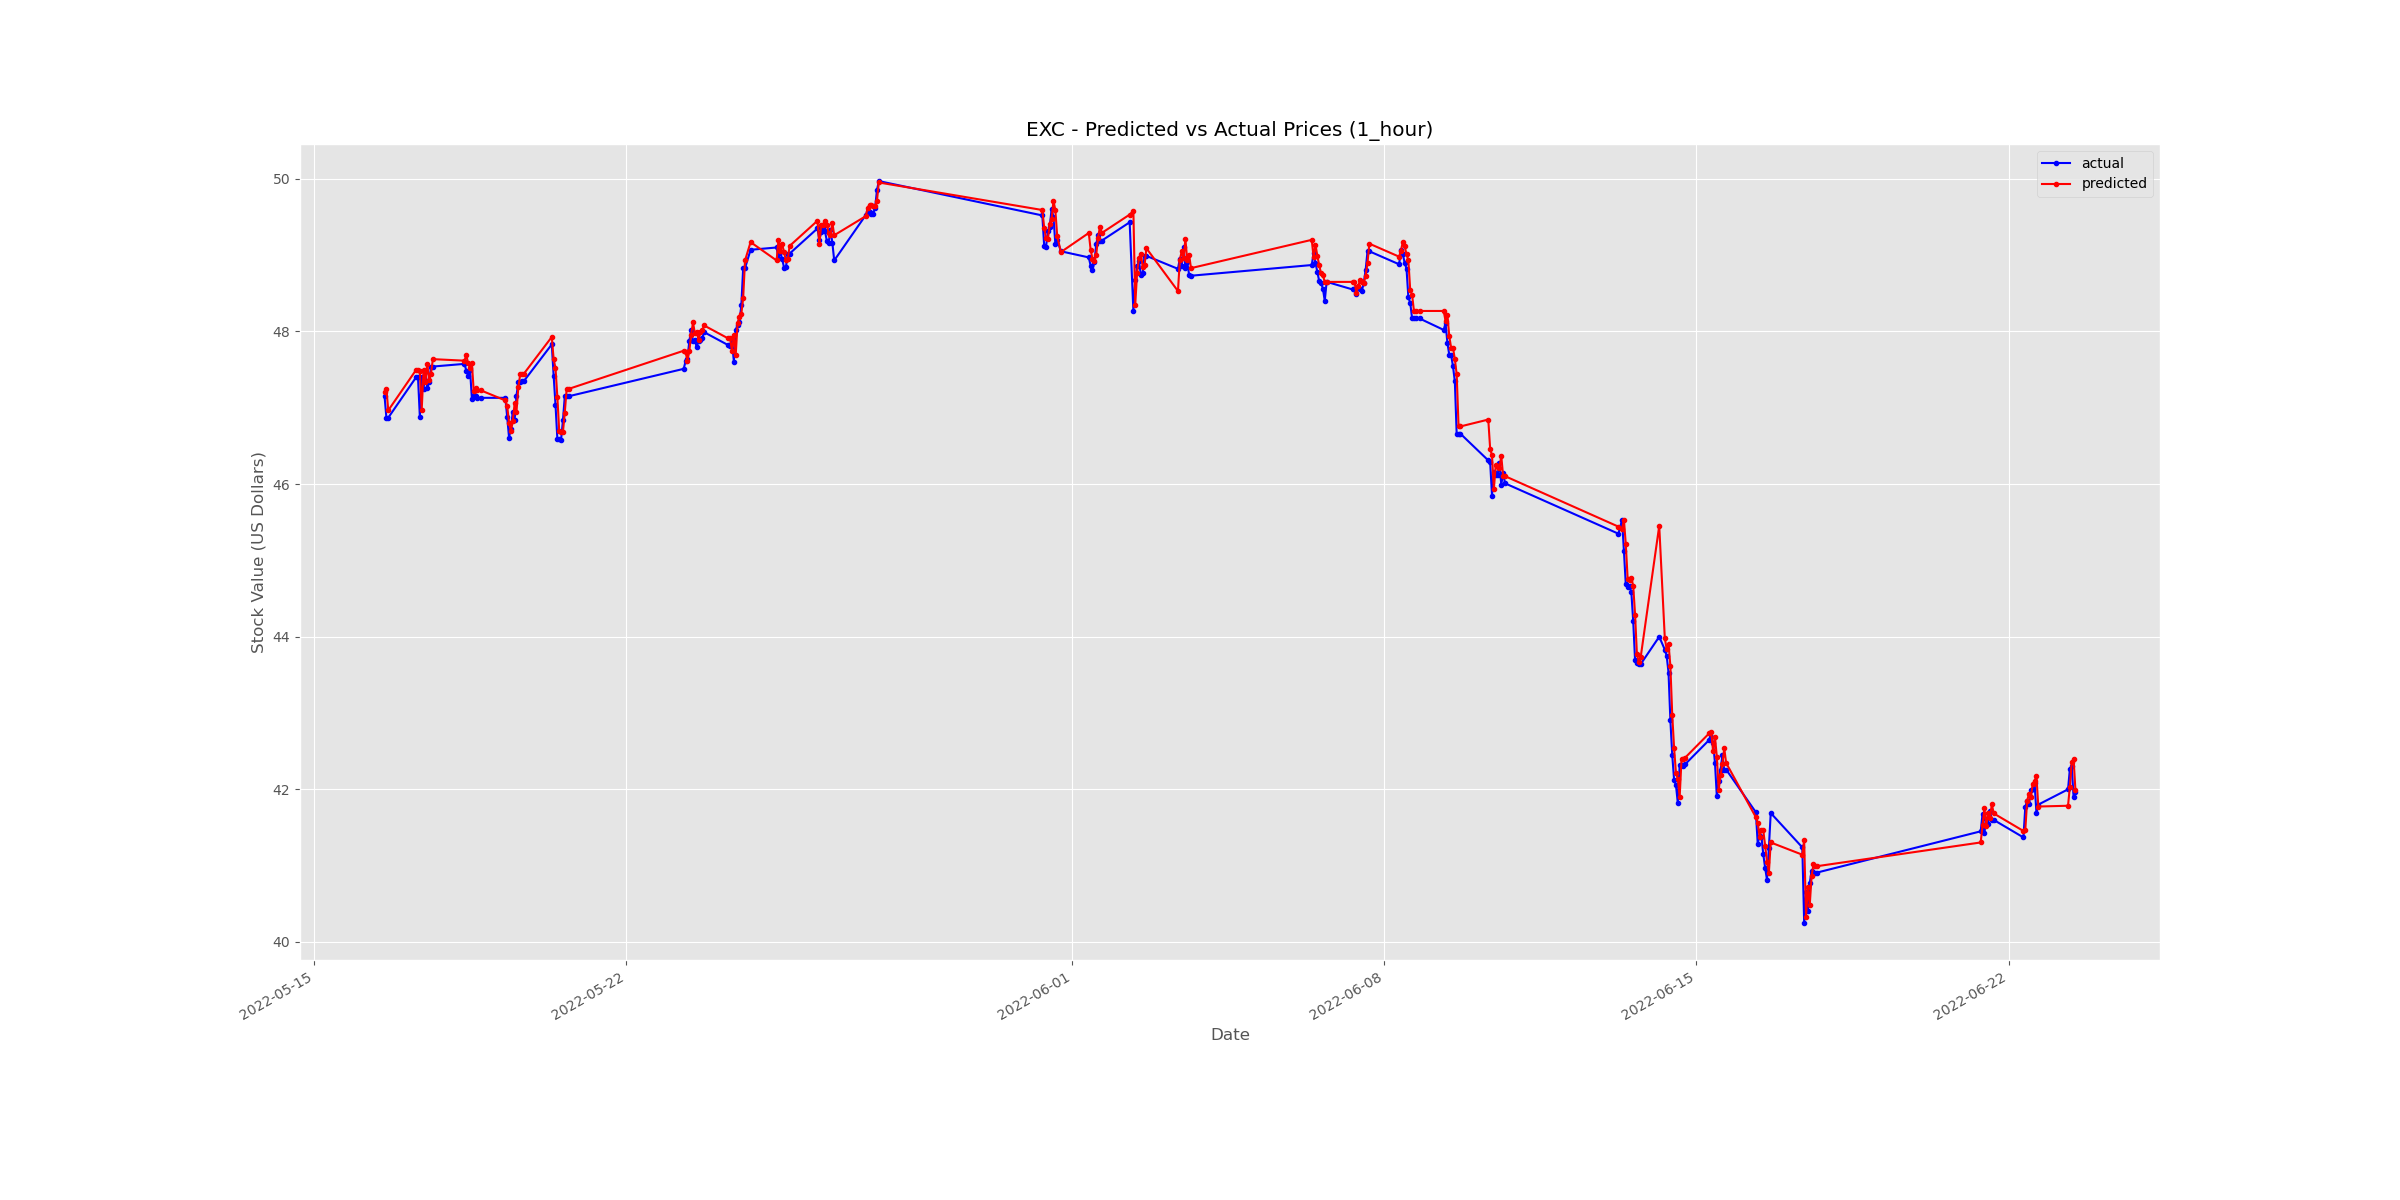 EXC - Predicted vs Actual Prices (1_hour)
actual
predicted
Stock Value (US Dollars)
50
48
46
44
42
40
2022-05-15
2022-05-22
2022-06-01
2022-06-08
2022-06-15
2022-06-22
Date